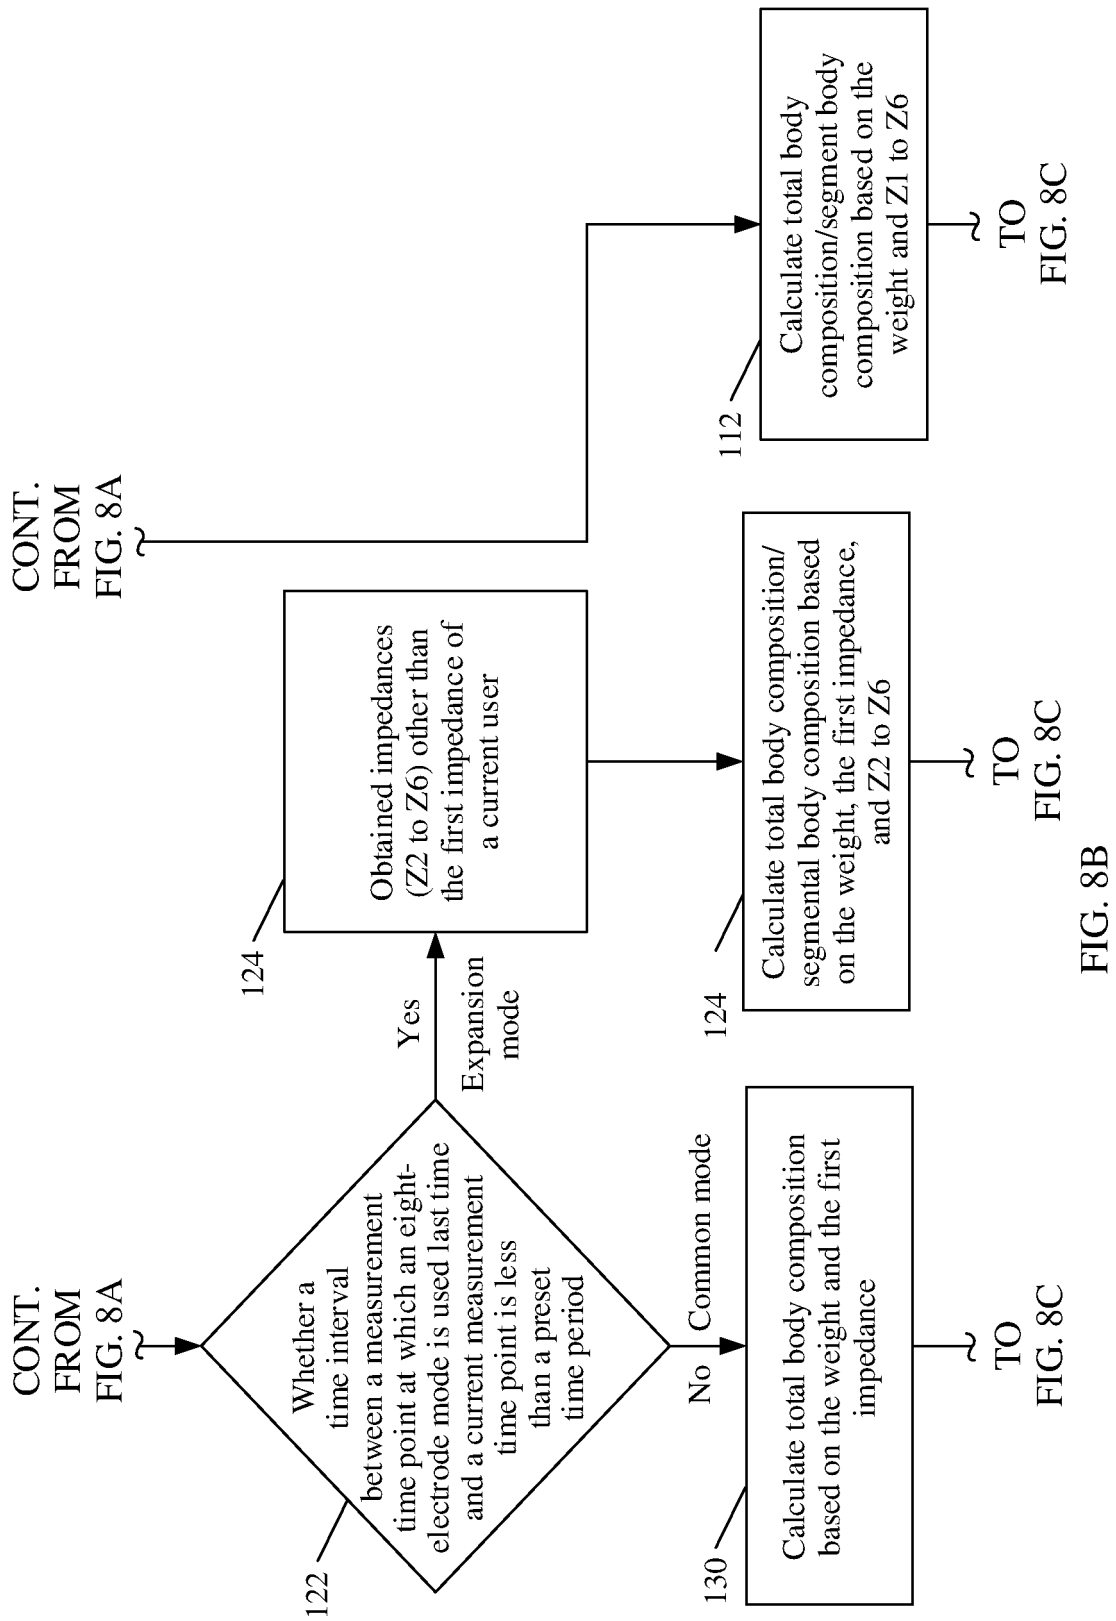 CONT.
FROM
FIG. 8A
CONT.
FROM
FIG. 8A
122
Whether a
time interval
between a measurement
time point at which an eight-
electrode mode is used last time
and a current measurement
time point is less
than a preset
time period
Yes
Expansion
mode
124
Obtained impedances
(Z2 to Z6) other than
the first impedance of
a current user
No
Common mode
130
Calculate total body composition
based on the weight and the first
impedance
124
Calculate total body composition/
segmental body composition based
on the weight, the first impedance,
and Z2 to Z6
112
Calculate total body
composition/segment body
composition based on the
weight and Z1 to Z6
TO
FIG. 8C
TO
FIG. 8C
TO
FIG. 8C
FIG. 8B